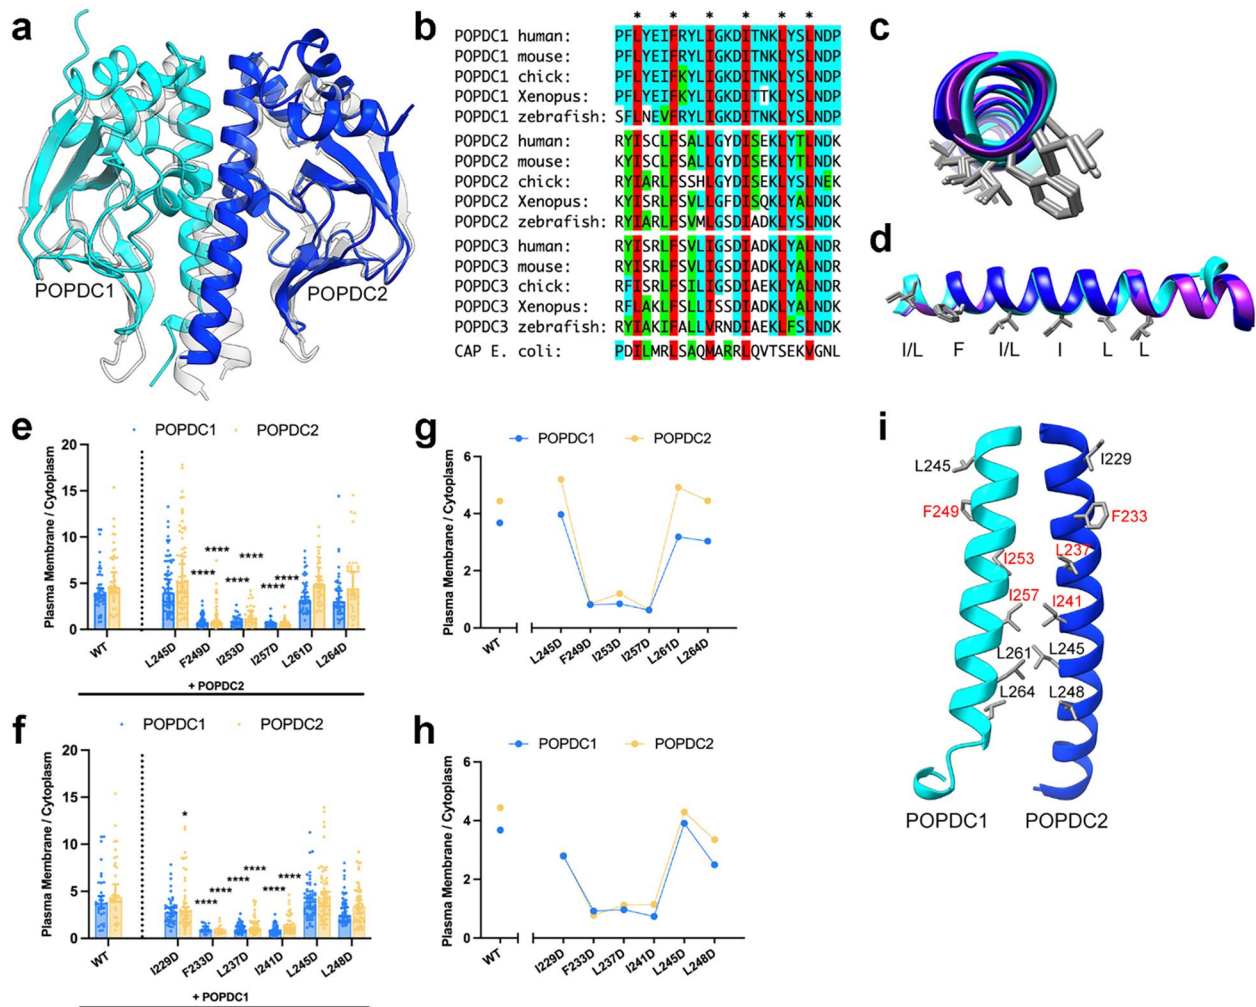 a
POPDC1
POPDC2
b
* * * * * *
POPDC1 human: PFLYEIFRYLIGKDITNKLYSLNDP
POPDC1 mouse: PFLYEIFRYLIGKDITNKLYSLNDP
POPDC1 chick: PFLYEIFKYLIGKDITNKLYSLNDP
POPDC1 Xenopus: PFLYEIFKYLIGKDITTKLYSLNDP
POPDC1 zebrafish: SFLNEVFRYLIGKDITNKLYSLNDP
POPDC2 human: RYISCLFSALLGYDISEKLYTLNDK
POPDC2 mouse: KYISCLFSALLGYDISEKLYTLNDK
POPDC2 chick: RYIARLFSSHLGYDISEKLYSLNEK
POPDC2 Xenopus: KYISRLFSVLLGFDISQKLYALNDK
POPDC2 zebrafish: RYIARLFSVMLGSDIADKLYSLNDK
POPDC3 human: RYISRLFSVLIGSDIADKLYALNDR
POPDC3 mouse: RYISRLFSVLIGSDIADKLYALNDR
POPDC3 chick: RFISRLFSILIGSDIAEKLYALNDR
POPDC3 Xenopus: RFLAKLFSLLISSDIADKLYALNDK
POPDC3 zebrafish: RYIAKIFALLVRNDIAEKLFSLNDK
CAP E. coli: PDILMRLSAQMARRLQVTSEKVGNL
c
d
I/L F I/L I L L
e
POPDC1 POPDC2
Plasma Membrane / Cytoplasm
20
15
10
5
0
**** **** **** **** **** ****
WT L245D F249D I253D I257D L261D L264D
+ POPDC2
f
POPDC1 POPDC2
Plasma Membrane / Cytoplasm
20
15
10
5
0
* **** **** **** **** **** ****
WT I229D F233D L237D I241D L245D L248D
+ POPDC1
g
POPDC1 POPDC2
Plasma Membrane / Cytoplasm
6
4
2
0
WT L245D F249D I253D I257D L261D L264D
h
POPDC1 POPDC2
Plasma Membrane / Cytoplasm
6
4
2
0
WT I229D F233D L237D I241D L245D L248D
i
L245 I229
F249 F233
I253 L237
I257 I241
L261 L245
L264 L248
POPDC1 POPDC2